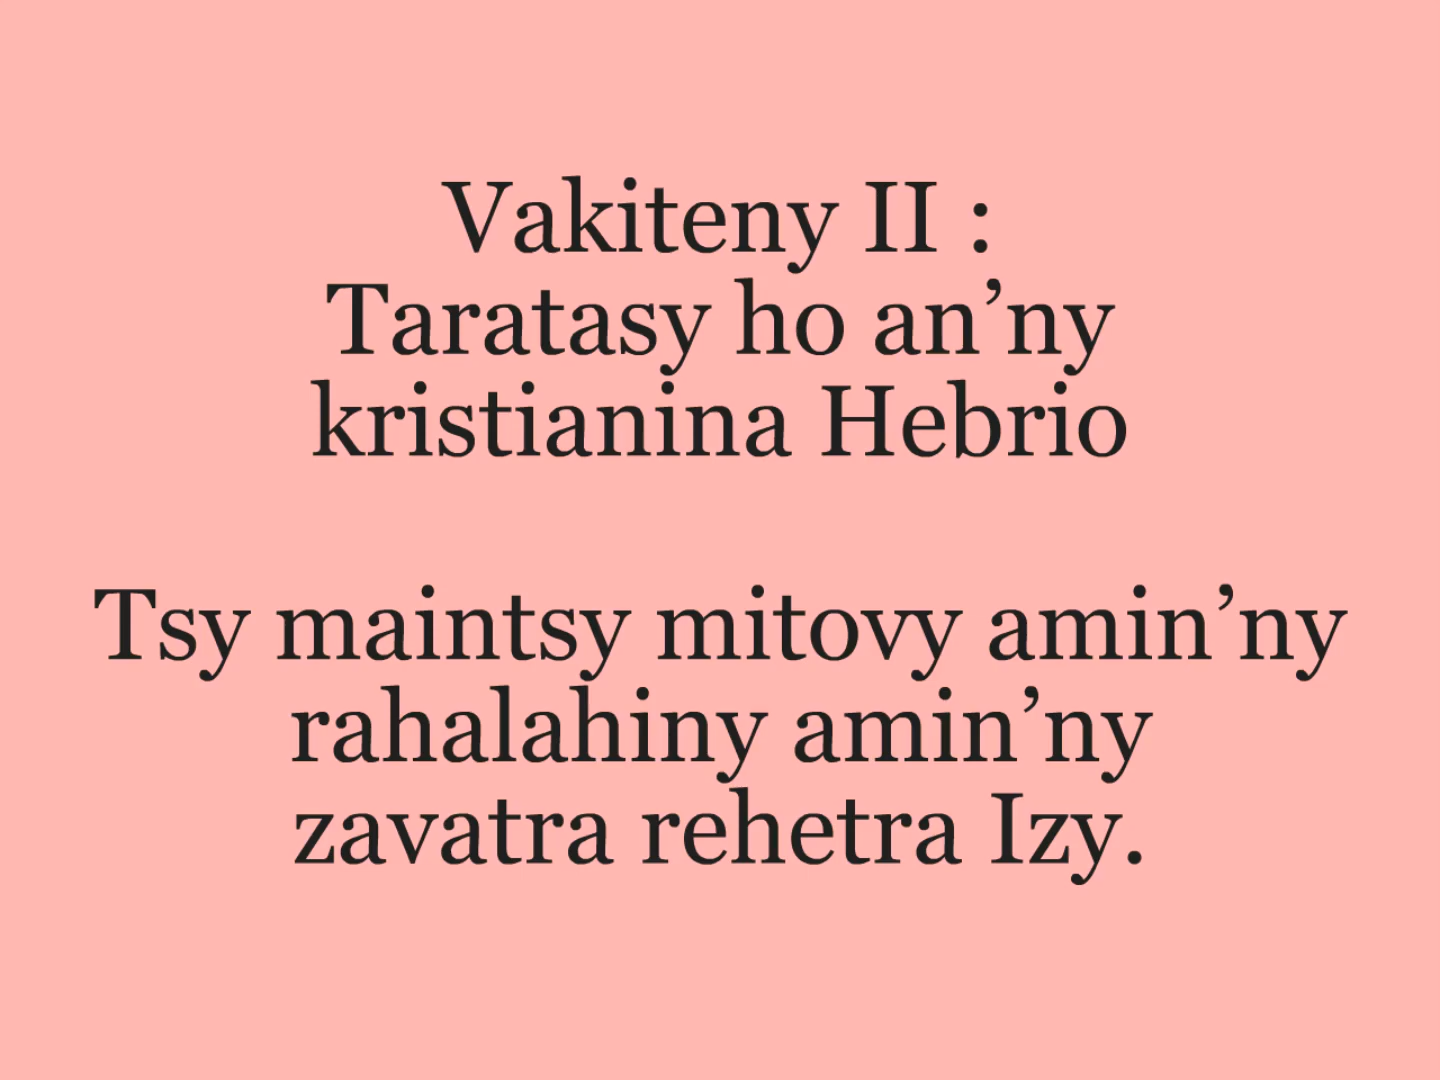 Vakiteny II :
Taratasy ho an’ny
kristianina Hebrio
Tsy maintsy mitovy amin’ny
rahalahiny amin’ny
zavatra rehetra Izy.